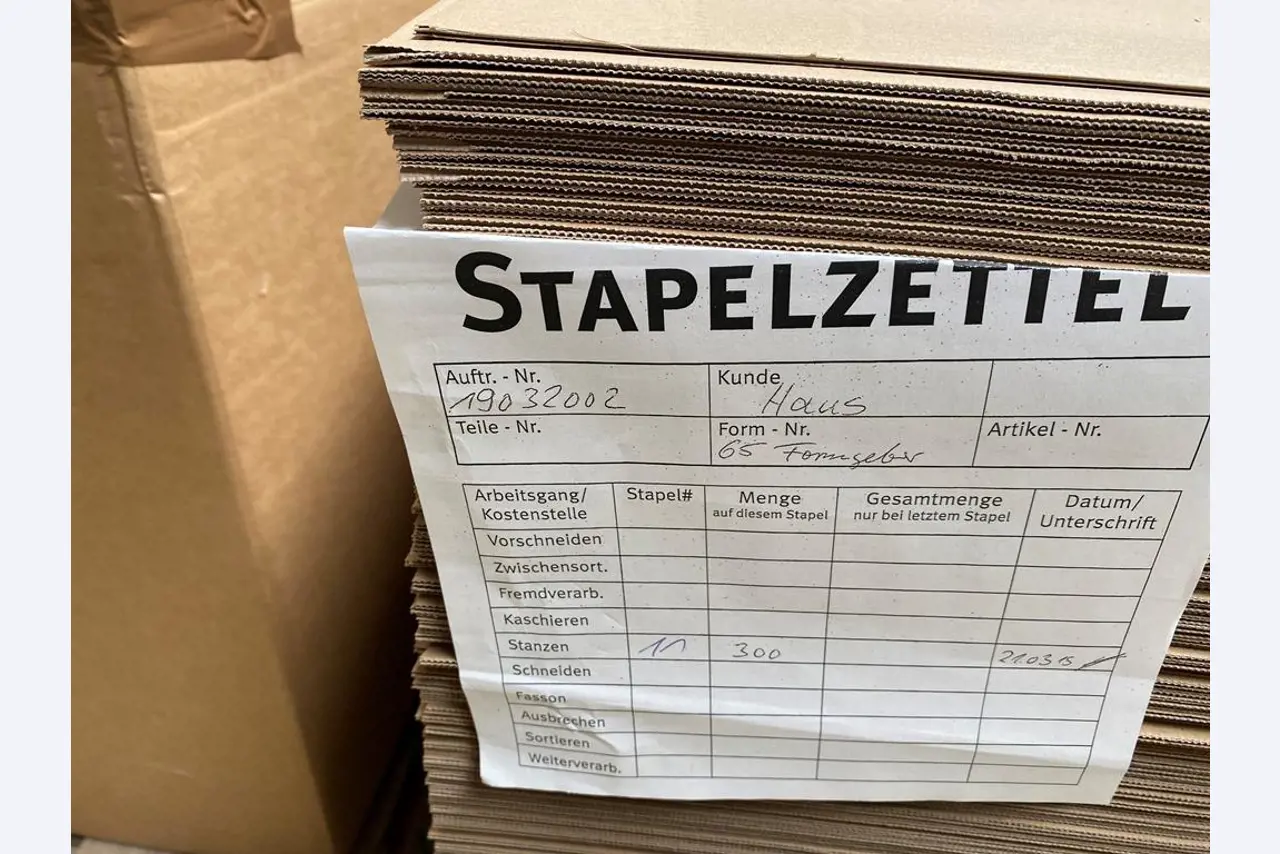 STAPELZETTEL
Auftr. - Nr. Kunde
19032002 Haus
Teile - Nr. Form - Nr. Artikel - Nr.
65 Formgeber
Arbeitsgang/ Stapel# Menge Gesamtmenge Datum/
Kostenstelle auf diesem Stapel nur bei letztem Stapel Unterschrift
Vorschneiden
Zwischensort.
Fremdverarb.
Kaschieren
Stanzen 11 300 21.03
Schneiden
Fasson
Ausbrechen
Sortieren
Weiterverarb.